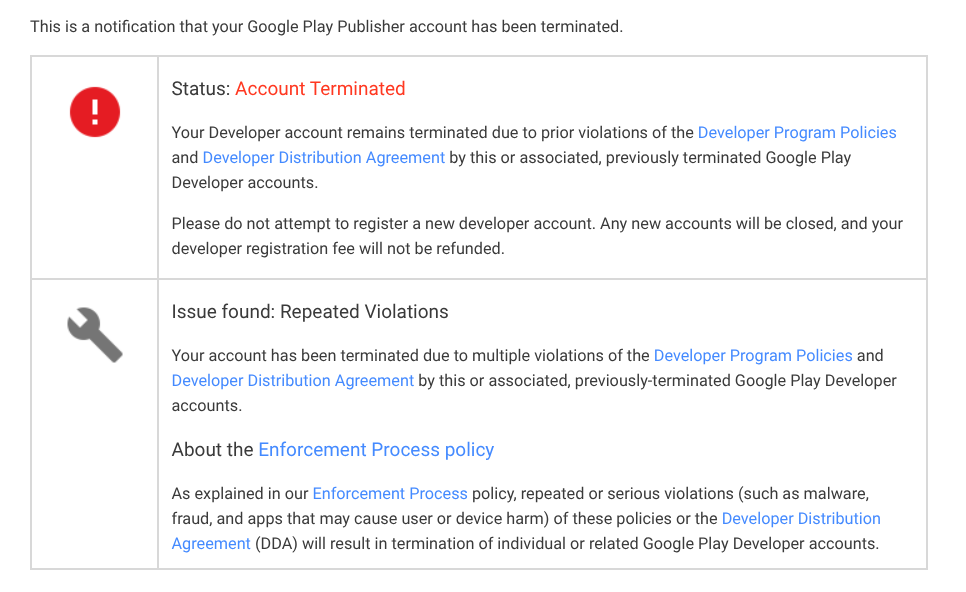 This is a notification that your Google Play Publisher account has been terminated.
Status: Account Terminated
Your Developer account remains terminated due to prior violations of the Developer Program Policies
and Developer Distribution Agreement by this or associated, previously terminated Google Play
Developer accounts.
Please do not attempt to register a new developer account. Any new accounts will be closed, and your
developer registration fee will not be refunded.
Issue found: Repeated Violations
Your account has been terminated due to multiple violations of the Developer Program Policies and
Developer Distribution Agreement by this or associated, previously-terminated Google Play Developer
accounts.
About the Enforcement Process policy
As explained in our Enforcement Process policy, repeated or serious violations (such as malware,
fraud, and apps that may cause user or device harm) of these policies or the Developer Distribution
Agreement (DDA) will result in termination of individual or related Google Play Developer accounts.